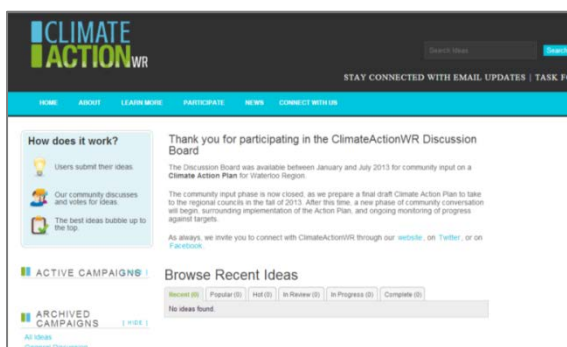 CLIMATE
ACTION WR
Search Ideas
Search
STAY CONNECTED WITH EMAIL UPDATES | TASK FO
HOME ABOUT LEARN MORE PARTICIPATE NEWS CONNECT WITH US
How does it work?
Users submit their ideas
Our community discusses
and votes for ideas
The best ideas bubble up to
the top.
ACTIVE CAMPAIGNS
ARCHIVED
CAMPAIGNS [ HIDE ]
All Ideas
Thank you for participating in the ClimateActionWR Discussion
Board
The Discussion Board was available between January and July 2013 for community input on a
Climate Action Plan for Waterloo Region.
The community input phase is now closed, as we prepare a final draft Climate Action Plan to take
to the regional councils in the fall of 2013. After this time, a new phase of community conversation
will begin, surrounding implementation of the Action Plan, and ongoing monitoring of progress
against targets.
As always, we invite you to connect with ClimateActionWR through our website, on Twitter, or on
Facebook.
Browse Recent Ideas
Recent (0) Popular (0) Hot (0) In Review (0) In Progress (0) Complete (0)
No ideas found.